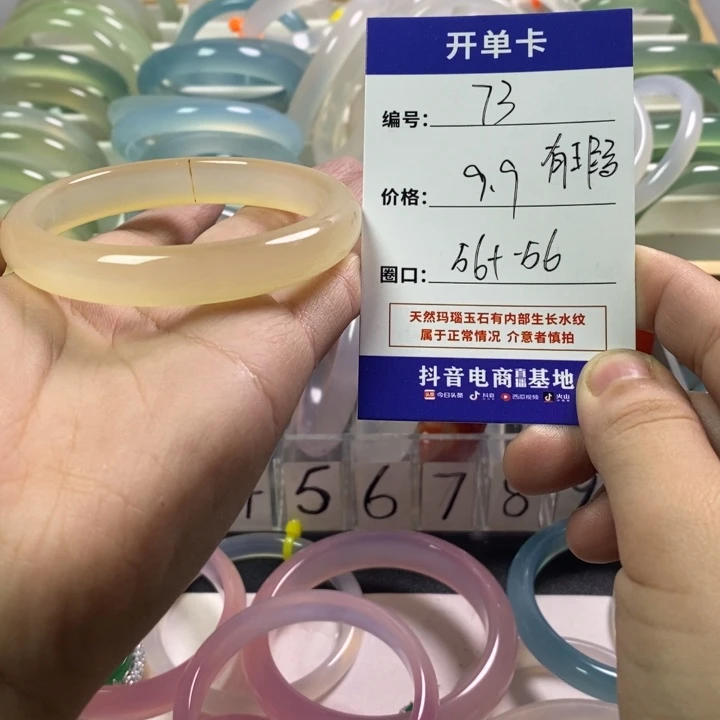 开单卡
编号: 73
有瑕
价格: 9.9
圈口: 56+-56
天然玛瑙玉石有内部生长水纹
属于正常情况 介意者慎拍
抖音电商直播基地
今日头条 抖音 西瓜视频 火山
5 6 7 8 9